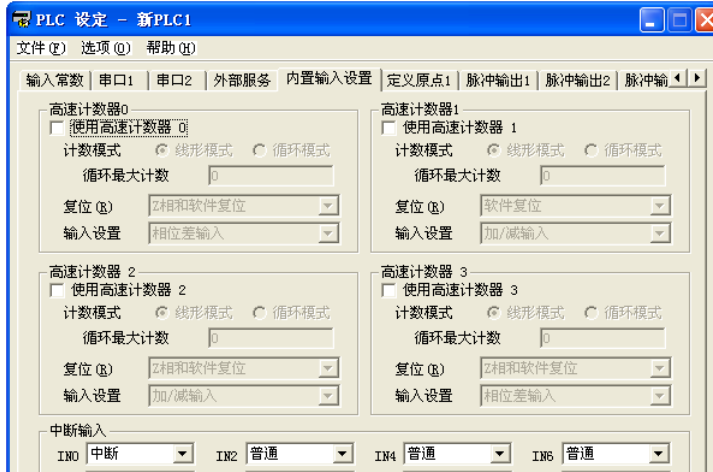 PLC 设定 - 新PLC1
文件(F) 选项(O) 帮助(H)
输入常数 串口1 串口2 外部服务 内置输入设置 定义原点1 脉冲输出1 脉冲输出2 脉冲输
高速计数器0
使用高速计数器 0
计数模式 线形模式 循环模式
循环最大计数 0
复位(R) Z相和软件复位
输入设置 相位差输入
高速计数器1
使用高速计数器 1
计数模式 线形模式 循环模式
循环最大计数 0
复位(R) 软件复位
输入设置 加/减输入
高速计数器 2
使用高速计数器 2
计数模式 线形模式 循环模式
循环最大计数 0
复位(R) Z相和软件复位
输入设置 加/减输入
高速计数器 3
使用高速计数器 3
计数模式 线形模式 循环模式
循环最大计数 0
复位(R) Z相和软件复位
输入设置 相位差输入
中断输入
IN0 中断 IN2 普通 IN4 普通 IN6 普通